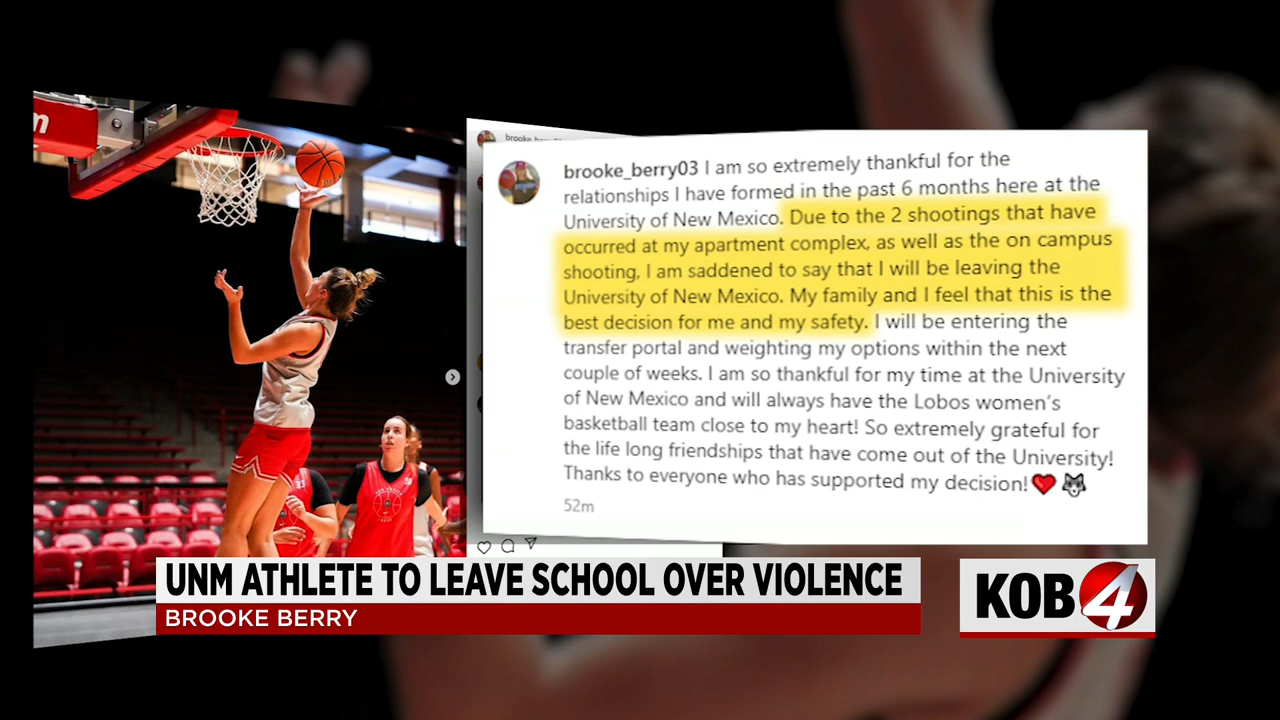 m
brooke_berry03 I am so extremely thankful for the
relationships I have formed in the past 6 months here at the
University of New Mexico. Due to the 2 shootings that have
occurred at my apartment complex, as well as the on campus
shooting, I am saddened to say that I will be leaving the
University of New Mexico. My family and I feel that this is the
best decision for me and my safety. I will be entering the
transfer portal and weighting my options within the next
couple of weeks. I am so thankful for my time at the University
of New Mexico and will always have the Lobos women's
basketball team close to my heart! So extremely grateful for
the life long friendships that have come out of the University!
Thanks to everyone who has supported my decision!❤️🐺
52m
UNM ATHLETE TO LEAVE SCHOOL OVER VIOLENCE
BROOKE BERRY
KOB 4